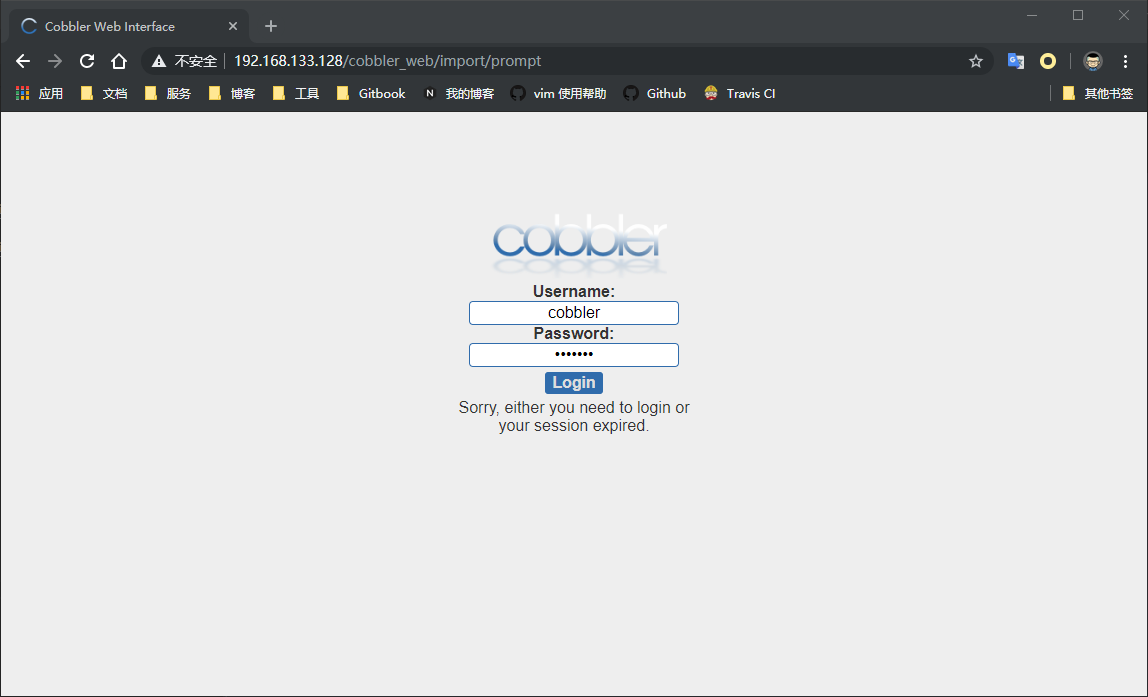 Cobbler Web Interface
不安全 192.168.133.128/cobbler_web/import/prompt
应用 文档 服务 博客 工具 Gitbook N 我的博客 vim 使用帮助 Github Travis CI 其他书签
cobbler
Username:
cobbler
Password:
•••••••
Login
Sorry, either you need to login or
your session expired.